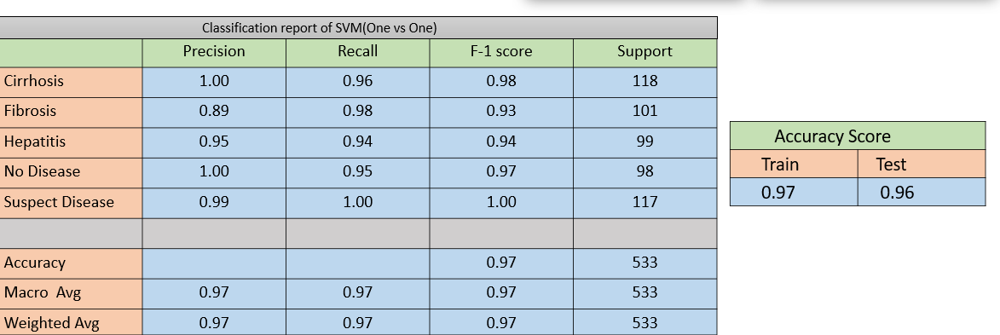 Classification report of SVM(One vs One)
Precision Recall F-1 score Support
Cirrhosis 1.00 0.96 0.98 118
Fibrosis 0.89 0.98 0.93 101
Hepatitis 0.95 0.94 0.94 99
No Disease 1.00 0.95 0.97 98
Suspect Disease 0.99 1.00 1.00 117
Accuracy 0.97 533
Macro Avg 0.97 0.97 0.97 533
Weighted Avg 0.97 0.97 0.97 533
Accuracy Score
Train Test
0.97 0.96